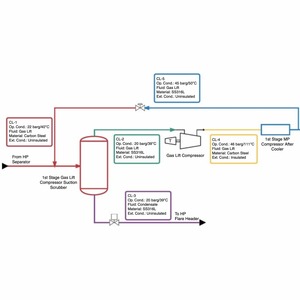 CL-5
Op. Cond.: 45 barg/50°C
Fluid: Gas Lift
Material: SS316L
Ext. Cond.: Uninsulated
CL-1
Op. Cond.: 22 barg/40°C
Fluid: Gas Lift
Material: Carbon Steel
Ext. Cond.: Uninsulated
CL-2
Op. Cond.: 20 barg/39°C
Fluid: Gas Lift
Material: SS316L
Ext. Cond.: Uninsulated
Gas Lift Compressor
CL-4
Op. Cond.: 46 barg/111°C
Fluid: Gas Lift
Material: Carbon Steel
Ext. Cond.: Insulated
1st Stage MP
Compressor After
Cooler
From HP
Separator
1st Stage Gas Lift
Compressor Suction
Scrubber
CL-3
Op. Cond.: 20 barg/39°C
Fluid: Condensate
Material: SS316L
Ext. Cond.: Uninsulated
To HP
Flare Header